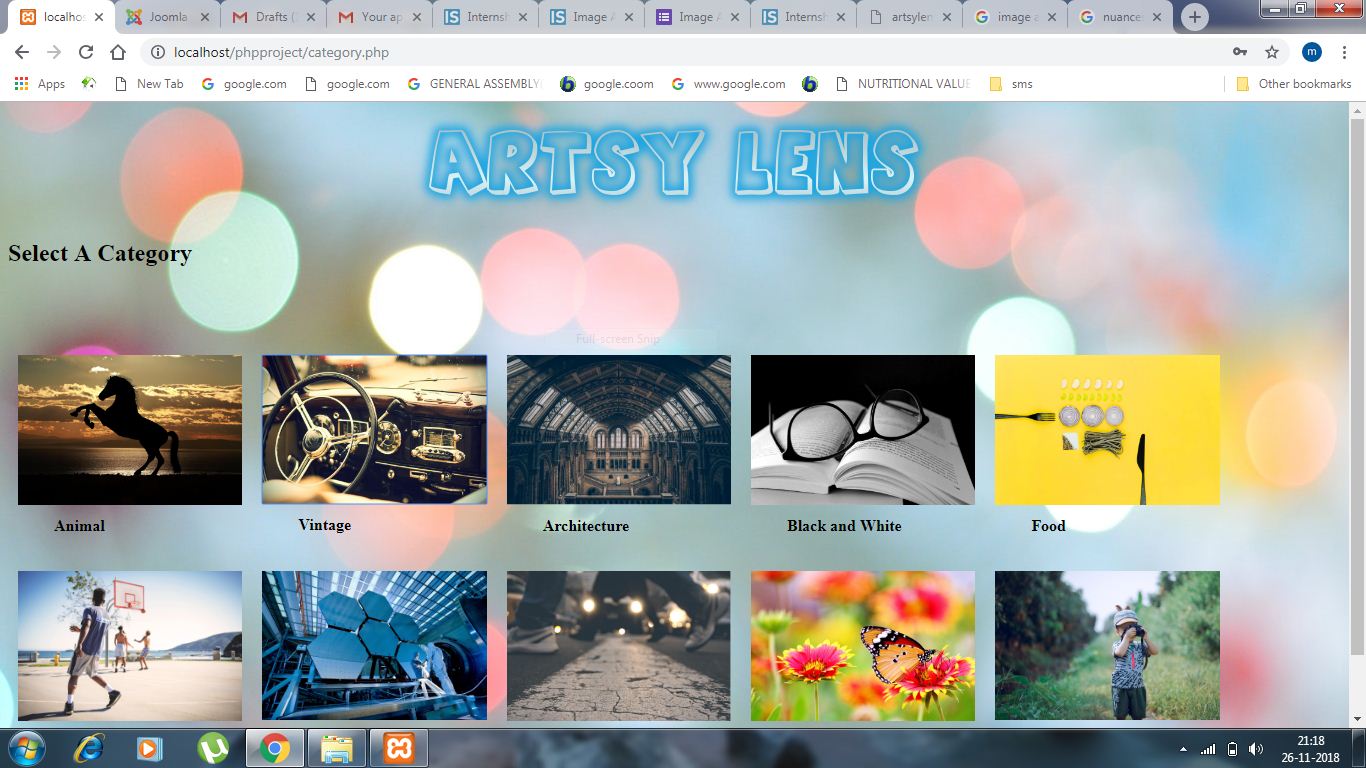 localhos
Joomla
Drafts (
Your ap
Internsh
Image A
Image A
Internsh
artsylen
image a
nuance
localhost/phpproject/category.php
m
Apps
New Tab
google.com
google.com
GENERAL ASSEMBLY(
google.coom
www.google.com
NUTRITIONAL VALUE
sms
Other bookmarks
ARTSY LENS
Select A Category
Full-screen Snip
Animal
Vintage
Architecture
Black and White
Food
21:18
26-11-2018